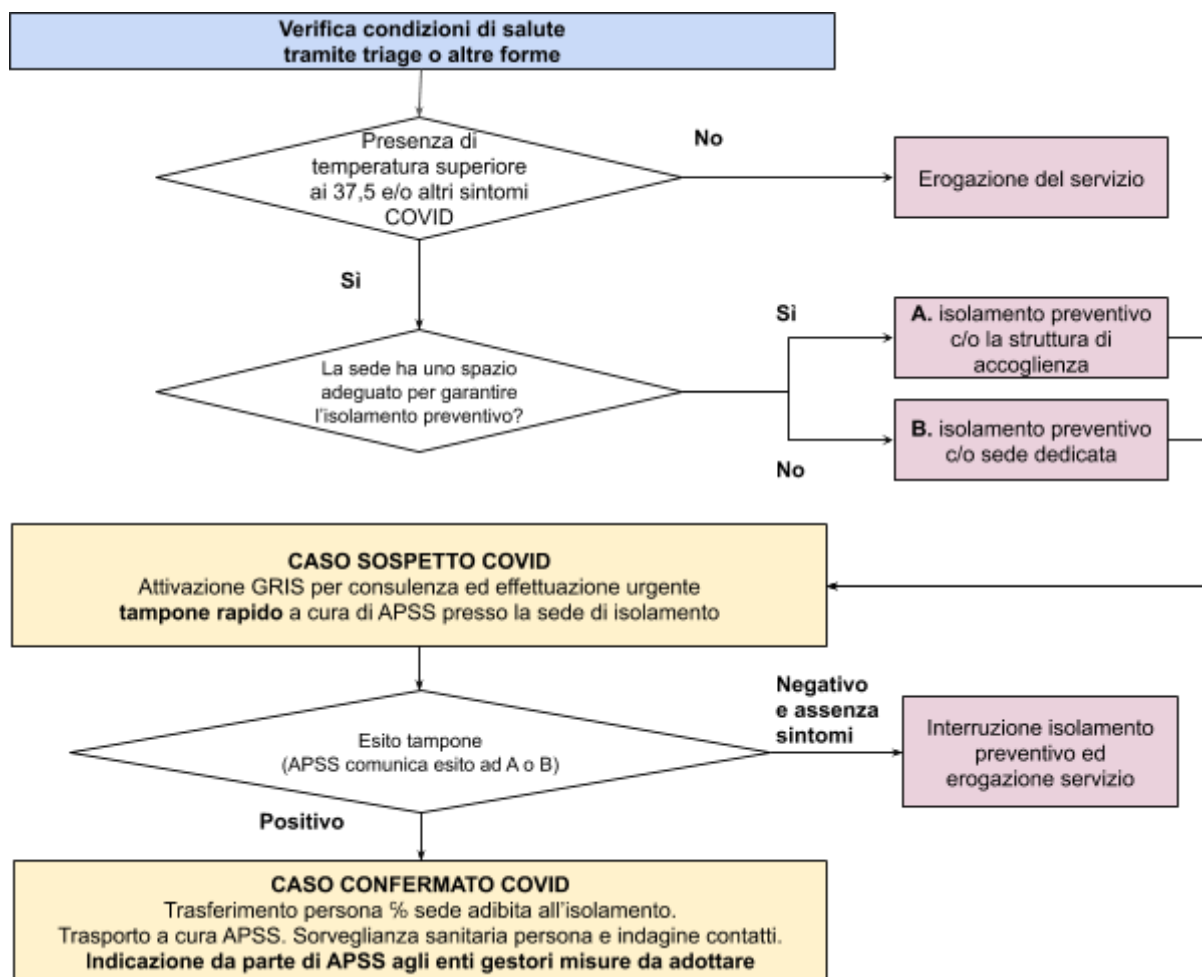 Verifica condizioni di salute
tramite triage o altre forme
Presenza di
temperatura superiore
ai 37,5 e/o altri sintomi
COVID
No
Erogazione del servizio
Sì
La sede ha uno spazio
adeguato per garantire
l'isolamento preventivo?
Sì
A. isolamento preventivo
c/o la struttura di
accoglienza
No
B. isolamento preventivo
c/o sede dedicata
CASO SOSPETTO COVID
Attivazione GRIS per consulenza ed effettuazione urgente
tampone rapido a cura di APSS presso la sede di isolamento
Esito tampone
(APSS comunica esito ad A o B)
Negativo
e assenza
sintomi
Interruzione isolamento
preventivo ed
erogazione servizio
Positivo
CASO CONFERMATO COVID
Trasferimento persona ℅ sede adibita all'isolamento.
Trasporto a cura APSS. Sorveglianza sanitaria persona e indagine contatti.
Indicazione da parte di APSS agli enti gestori misure da adottare